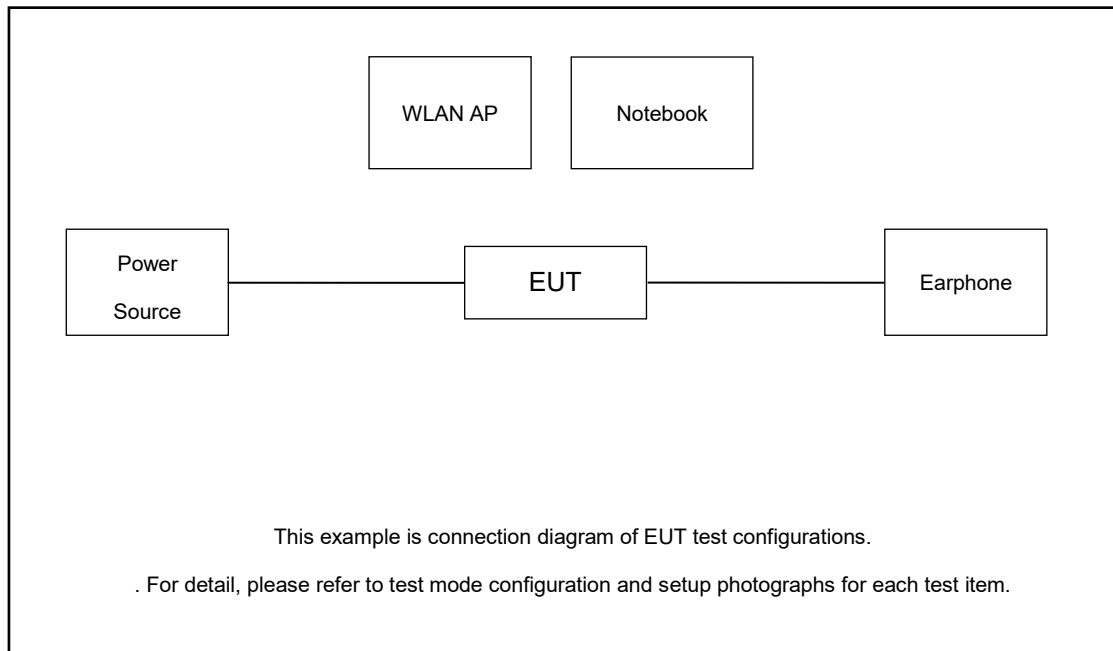 WLAN AP
Notebook
Power
Source
EUT
Earphone
This example is connection diagram of EUT test configurations.
. For detail, please refer to test mode configuration and setup photographs for each test item.